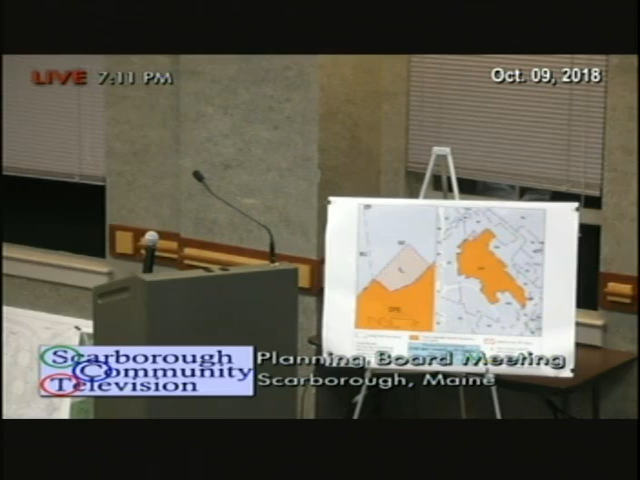 LIVE 7:11 PM
Oct. 09, 2018
Scarborough
Community
Television
Planning Board Meeting
Scarborough, Maine